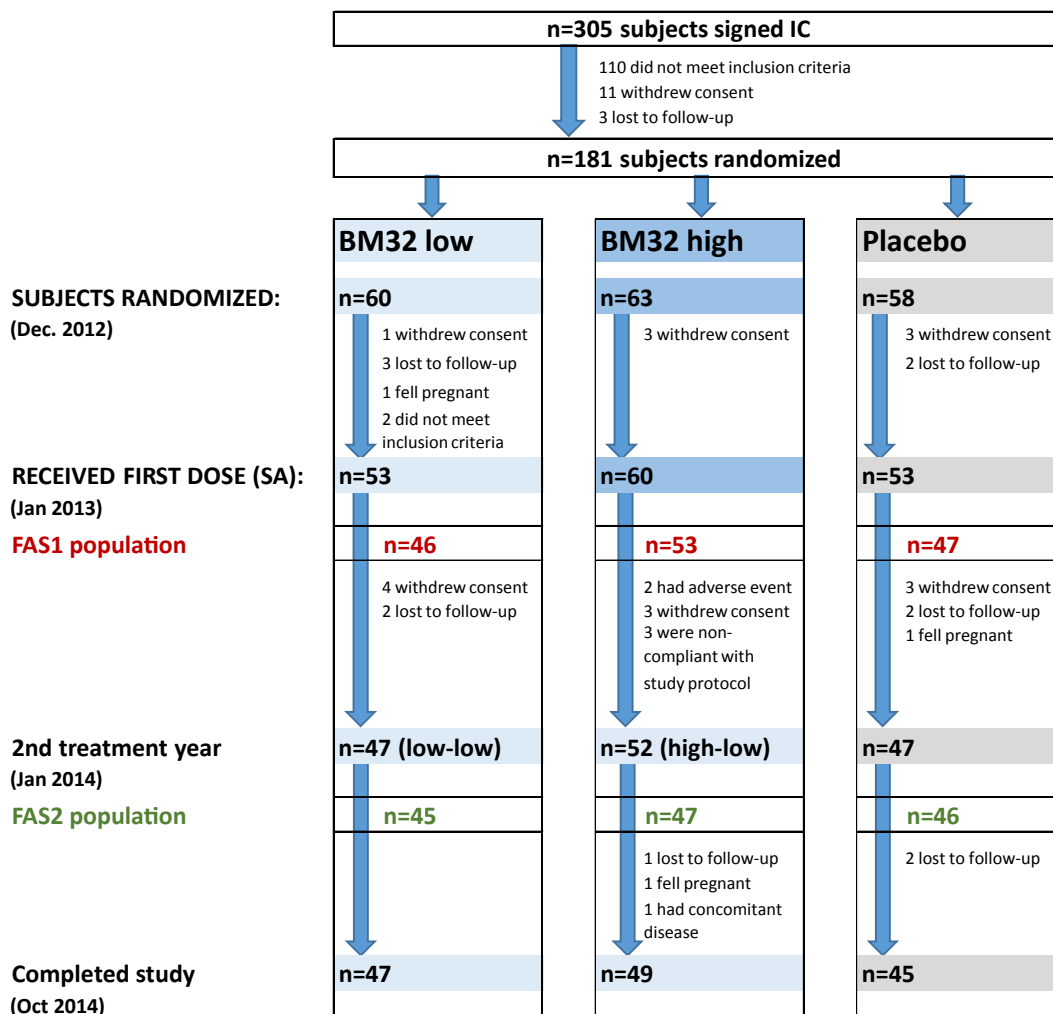 n=305 subjects signed IC
110 did not meet inclusion criteria
11 withdrew consent
3 lost to follow-up
n=181 subjects randomized
BM32 low
BM32 high
Placebo
SUBJECTS RANDOMIZED:
(Dec. 2012)
n=60
n=63
n=58
1 withdrew consent
3 lost to follow-up
1 fell pregnant
2 did not meet
inclusion criteria
3 withdrew consent
3 withdrew consent
2 lost to follow-up
RECEIVED FIRST DOSE (SA):
(Jan 2013)
n=53
n=60
n=53
FAS1 population
n=46
n=53
n=47
4 withdrew consent
2 lost to follow-up
2 had adverse event
3 withdrew consent
3 were non-
compliant with
study protocol
3 withdrew consent
2 lost to follow-up
1 fell pregnant
2nd treatment year
(Jan 2014)
n=47 (low-low)
n=52 (high-low)
n=47
FAS2 population
n=45
n=47
n=46
1 lost to follow-up
1 fell pregnant
1 had concomitant
disease
2 lost to follow-up
Completed study
(Oct 2014)
n=47
n=49
n=45